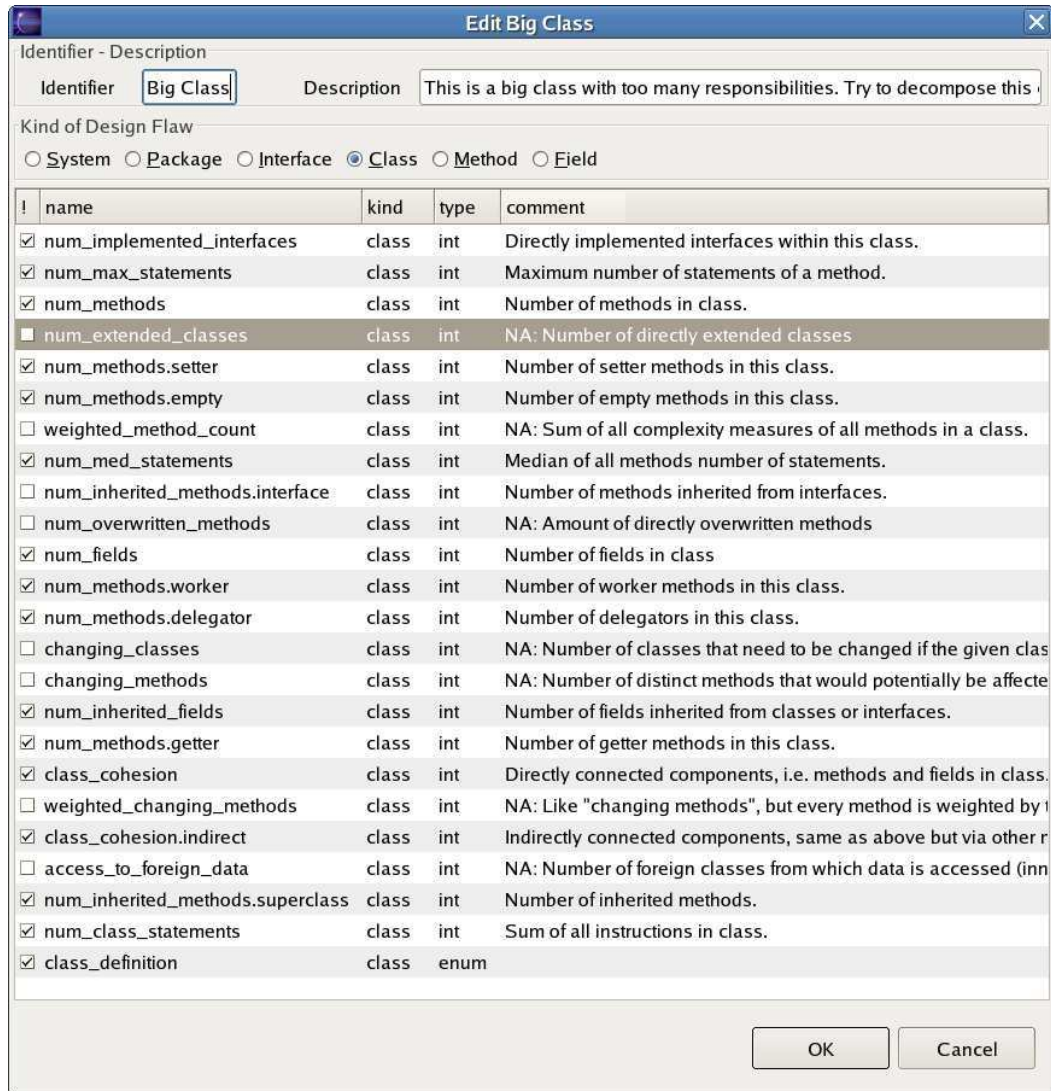 Edit Big Class
Identifier - Description
Identifier Big Class Description This is a big class with too many responsibilities. Try to decompose this
Kind of Design Flaw
System Package Interface Class Method Field
! name kind type comment
num_implemented_interfaces class int Directly implemented interfaces within this class.
num_max_statements class int Maximum number of statements of a method.
num_methods class int Number of methods in class.
num_extended_classes class int NA: Number of directly extended classes
num_methods.setter class int Number of setter methods in this class.
num_methods.empty class int Number of empty methods in this class.
weighted_method_count class int NA: Sum of all complexity measures of all methods in a class.
num_med_statements class int Median of all methods number of statements.
num_inherited_methods.interface class int Number of methods inherited from interfaces.
num_overwritten_methods class int NA: Amount of directly overwritten methods
num_fields class int Number of fields in class
num_methods.worker class int Number of worker methods in this class.
num_methods.delegator class int Number of delegators in this class.
changing_classes class int NA: Number of classes that need to be changed if the given clas
changing_methods class int NA: Number of distinct methods that would potentially be affecte
num_inherited_fields class int Number of fields inherited from classes or interfaces.
num_methods.getter class int Number of getter methods in this class.
class_cohesion class int Directly connected components, i.e. methods and fields in class.
weighted_changing_methods class int NA: Like "changing methods", but every method is weighted by
class_cohesion.indirect class int Indirectly connected components, same as above but via other
access_to_foreign_data class int NA: Number of foreign classes from which data is accessed (inn
num_inherited_methods.superclass class int Number of inherited methods.
num_class_statements class int Sum of all instructions in class.
class_definition class enum
OK Cancel